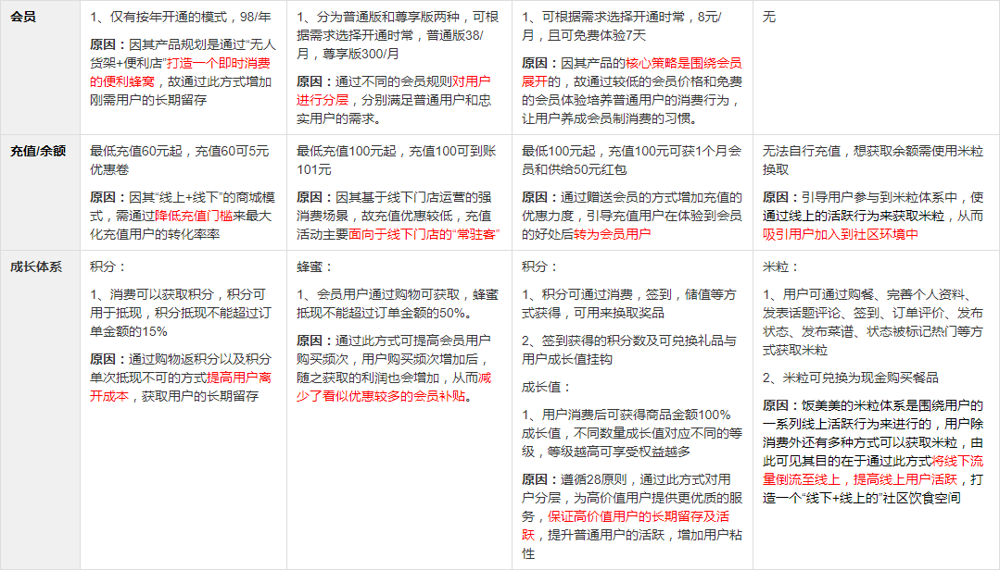 会员
1、仅有按年开通的模式，98/年
原因：因其产品规划是通过“无人
货架+便利店”打造一个即时消费
的便利蜂窝，故通过此方式增加
刚需用户的长期留存
1、分为普通版和尊享版两种，可根
据需求选择开通时常，普通版38/
月，尊享版300/月
原因：通过不同的会员规则对用户
进行分层，分别满足普通用户和忠
实用户的需求。
1、可根据需求选择开通时常，8元/
月，且可免费体验7天
原因：因其产品的核心策略是围绕会员
展开的，故通过较低的会员价格和免费
的会员体验培养普通用户的消费行为，
让用户养成会员制消费的习惯。
无
充值/余额
最低充值60元起，充值60可5元
优惠卷
原因：因其“线上+线下”的商城模
式，需通过降低充值门槛来最大
化充值用户的转化率率
最低充值100元起，充值100可到账
101元
原因：因其基于线下门店运营的强
消费场景，故充值优惠较低，充值
活动主要面向于线下门店的“常驻客”
最低100元起，充值100元可获1个月会
员和供给50元红包
原因：通过赠送会员的方式增加充值的
优惠力度，引导充值用户在体验到会员
的好处后转为会员用户
无法自行充值，想获取余额需使用米粒
换取
原因：引导用户参与到米粒体系中，使
通过线上的活跃行为来获取米粒，从而
吸引用户加入到社区环境中
成长体系
积分：
1、消费可以获取积分，积分可
用于抵现，积分抵现不能超过订
单金额的15%
原因：通过购物返积分以及积分
单次抵现不可的方式提高用户离
开成本，获取用户的长期留存
蜂蜜：
1、会员用户通过购物可获取，蜂蜜
抵现不能超过订单金额的50%。
原因：通过此方式可提高会员用户
购买频次，用户购买频次增加后，
随之获取的利润也会增加，从而减
少了看似优惠较多的会员补贴。
积分：
1、积分可通过消费，签到，储值等方
式获得，可用来换取奖品
2、签到获得的积分数及可兑换礼品与
用户成长值挂钩
成长值：
1、用户消费后可获得商品金额100%
成长值，不同数量成长值对应不同的等
级，等级越高可享受权益越多
原因：遵循28原则，通过此方式对用
户分层，为高价值用户提供更优质的服
务，保证高价值用户的长期留存及活
跃，提升普通用户的活跃，增加用户粘
性
米粒：
1、用户可通过购餐、完善个人资料、
发表话题评论、签到、订单评价、发布
状态、发布菜谱、状态被标记热门等方
式获取米粒
2、米粒可兑换为现金购买餐品
原因：饭美美的米粒体系是围绕用户的
一系列线上活跃行为来进行的，用户除
消费外还有多种方式可以获取米粒，由
此可见其目的在于通过此方式将线下流
量倒流至线上，提高线上用户活跃，打
造一个“线下+线上的”社区饮食空间